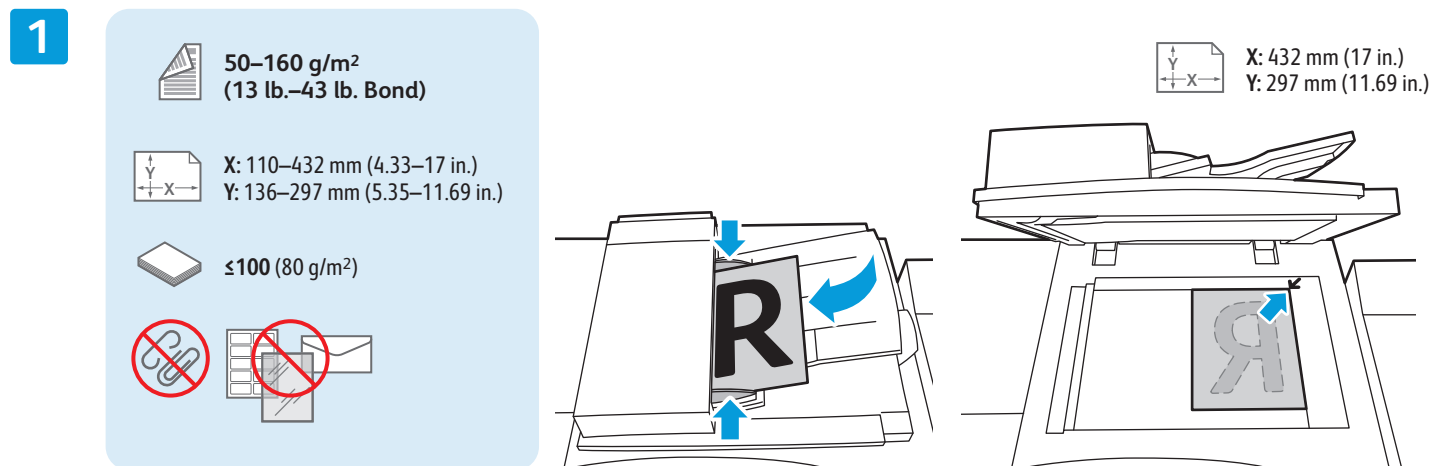 1
50–160 g/m²
(13 lb.–43 lb. Bond)
Y
X
X: 110–432 mm (4.33–17 in.)
Y: 136–297 mm (5.35–11.69 in.)
≤100 (80 g/m²)
R
Y
X
X: 432 mm (17 in.)
Y: 297 mm (11.69 in.)
R